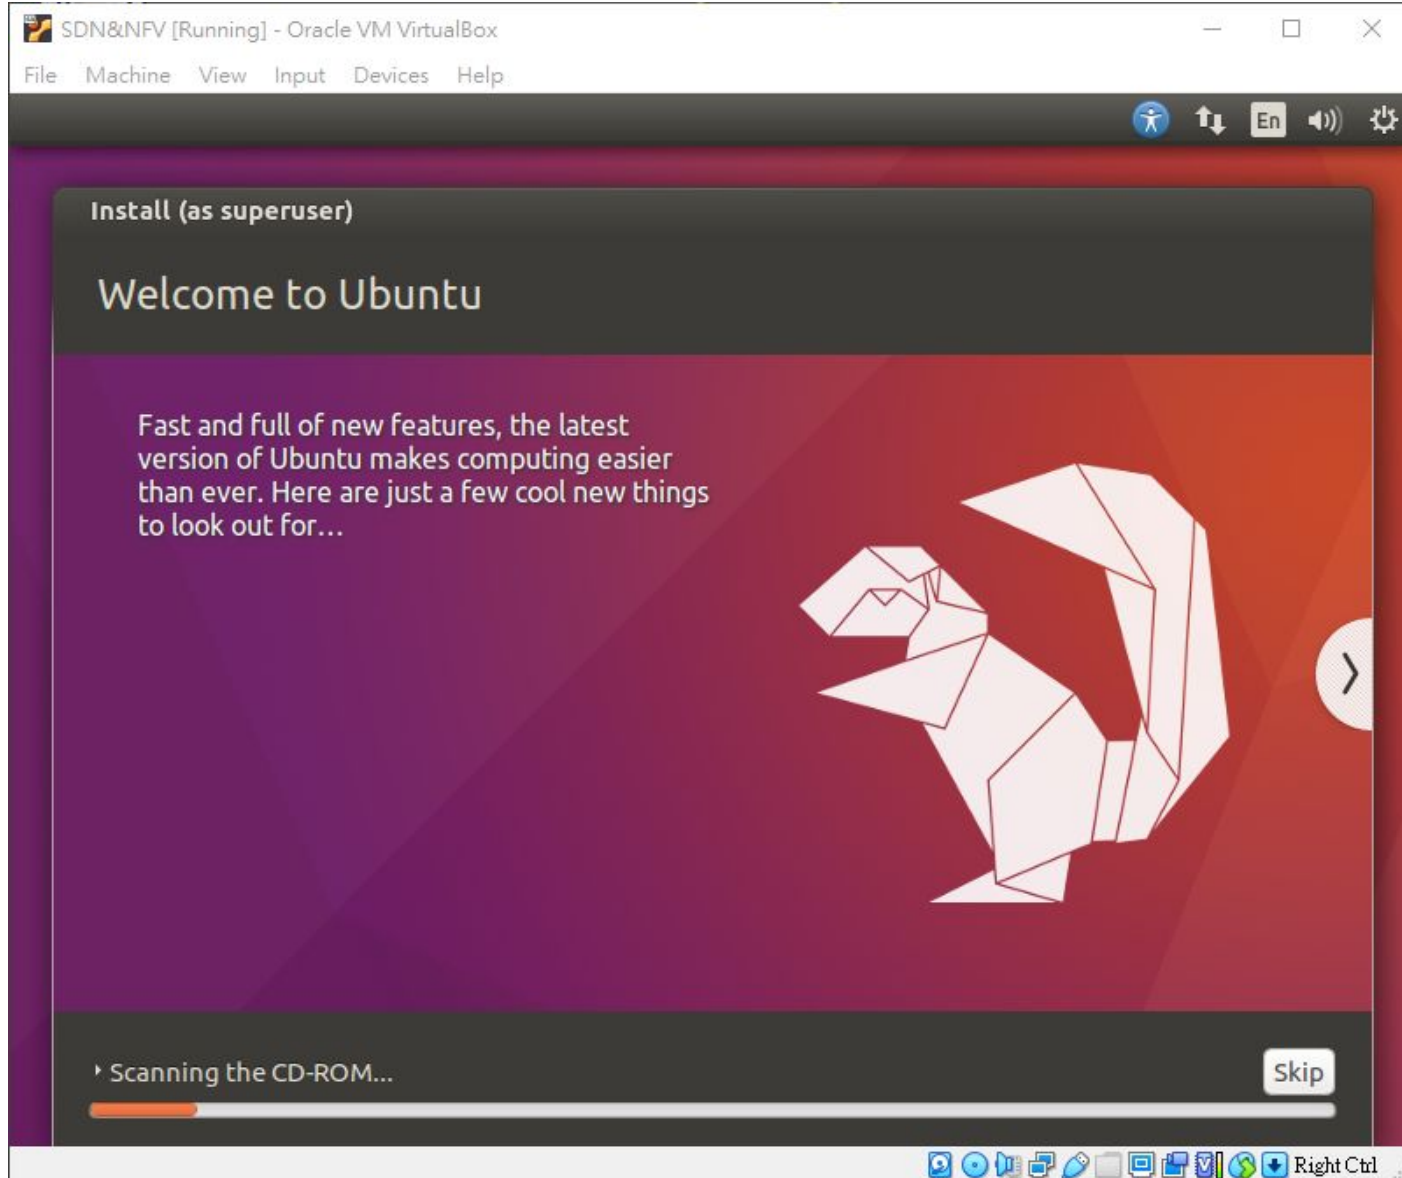 SDN&NFV [Running] - Oracle VM VirtualBox
File Machine View Input Devices Help
En
Install (as superuser)
Welcome to Ubuntu
Fast and full of new features, the latest
version of Ubuntu makes computing easier
than ever. Here are just a few cool new things
to look out for…
Scanning the CD-ROM...
Skip
Right Ctrl